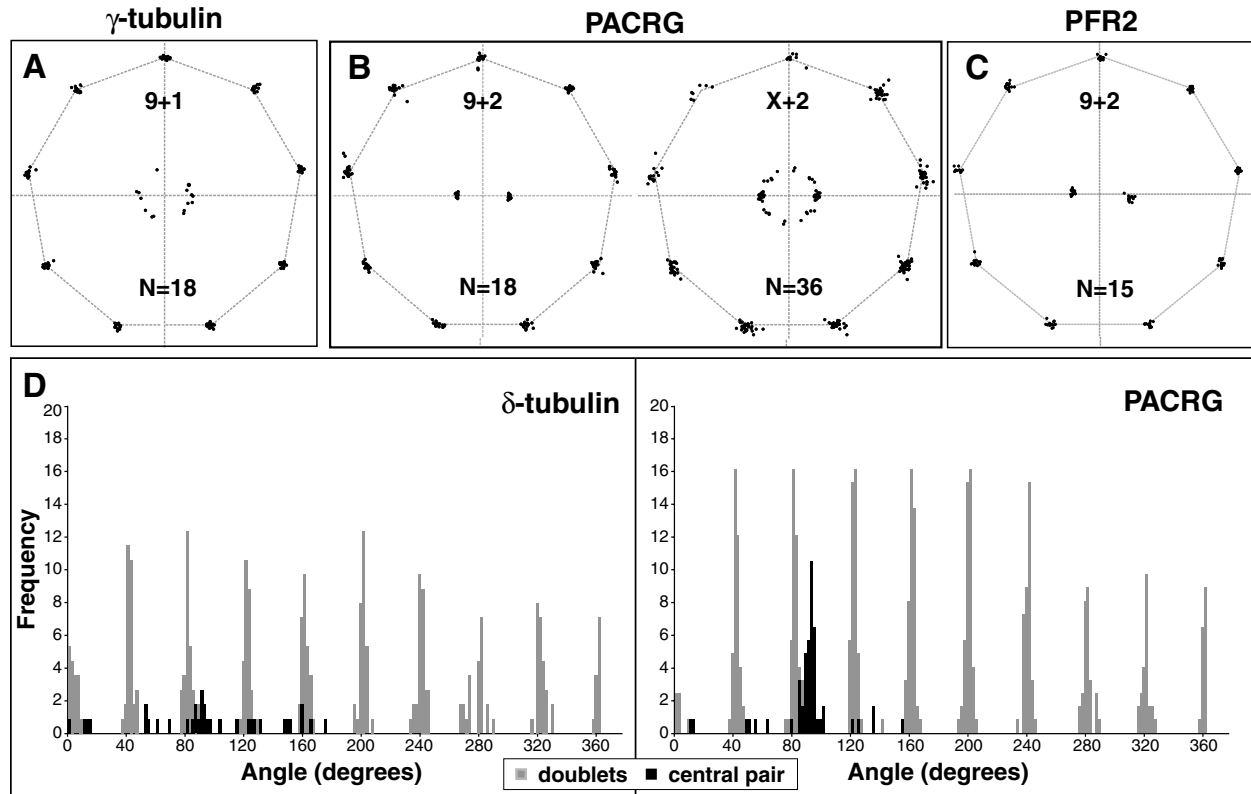 γ-tubulin
PACRG
PFR2
A
9+1
N=18
B
9+2
N=18
X+2
N=36
C
9+2
N=15
D
δ-tubulin
Frequency
20
18
16
14
12
10
8
6
4
2
0
0 40 80 120 160 200 240 280 320 360
Angle (degrees)
PACRG
20
18
16
14
12
10
8
6
4
2
0
0 40 80 120 160 200 240 280 320 360
Angle (degrees)
doublets central pair